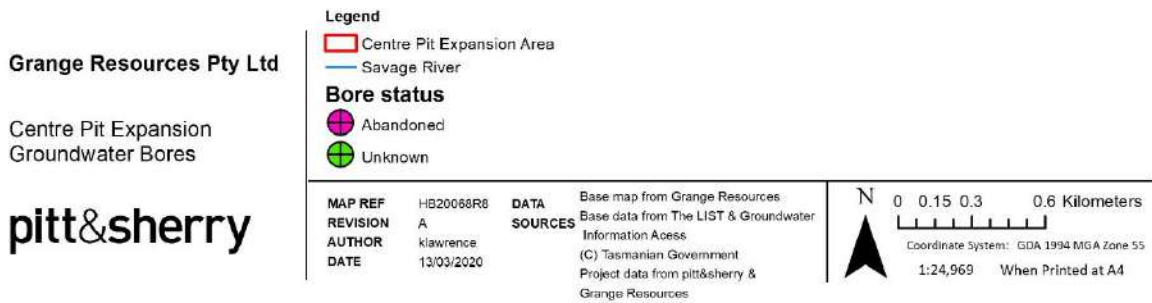 Grange Resources Pty Ltd
Centre Pit Expansion
Groundwater Bores
pitt&sherry
Legend
Centre Pit Expansion Area
Savage River
Bore status
Abandoned
Unknown
MAP REF HB20068R8
REVISION A
AUTHOR klawrence
DATE 13/03/2020
DATA SOURCES
Base map from Grange Resources
Base data from The LIST & Groundwater
Information Acess
(C) Tasmanian Government
Project data from pitt&sherry &
Grange Resources
N
0 0.15 0.3 0.6 Kilometers
Coordinate System: GDA 1994 MGA Zone 55
1:24,969 When Printed at A4